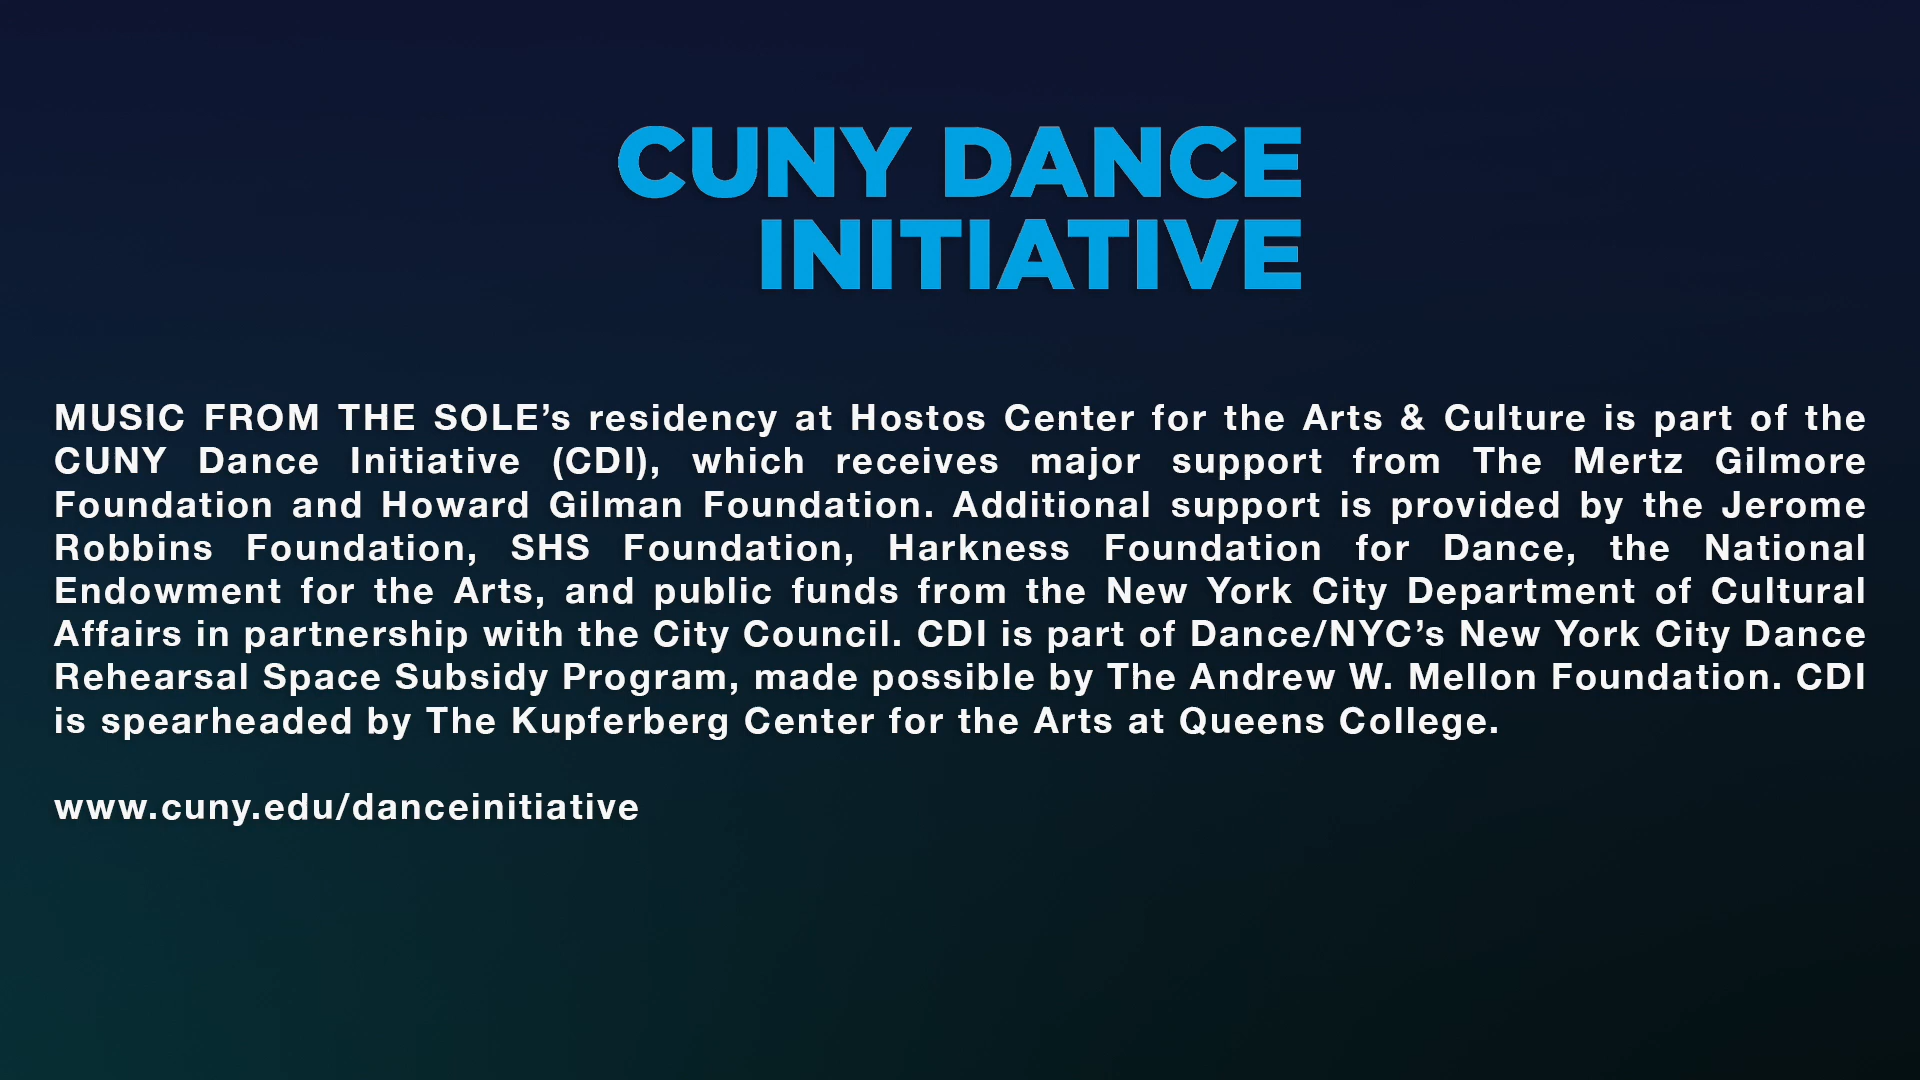 CUNY DANCE
INITIATIVE
MUSIC FROM THE SOLE’s residency at Hostos Center for the Arts & Culture is part of the
CUNY Dance Initiative (CDI), which receives major support from The Mertz Gilmore
Foundation and Howard Gilman Foundation. Additional support is provided by the Jerome
Robbins Foundation, SHS Foundation, Harkness Foundation for Dance, the National
Endowment for the Arts, and public funds from the New York City Department of Cultural
Affairs in partnership with the City Council. CDI is part of Dance/NYC’s New York City Dance
Rehearsal Space Subsidy Program, made possible by The Andrew W. Mellon Foundation. CDI
is spearheaded by The Kupferberg Center for the Arts at Queens College.
www.cuny.edu/danceinitiative